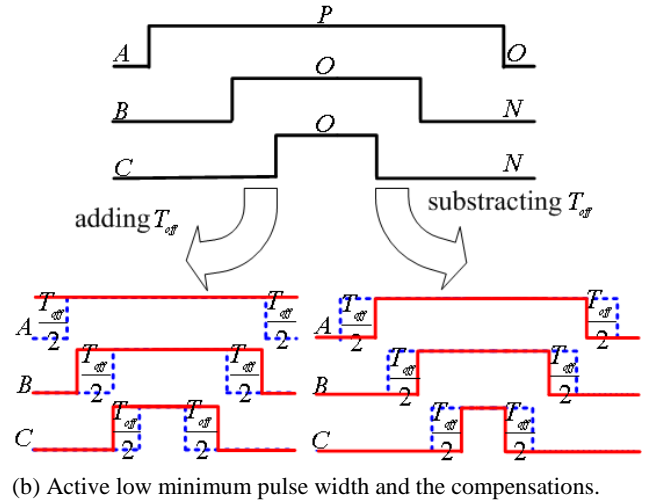 P
A O
O
B N
O
C N
adding T_off
substracting T_off
A T_off/2 T_off/2
B T_off/2 T_off/2
C T_off/2 T_off/2
A T_off/2 T_off/2
B T_off/2 T_off/2
C T_off/2 T_off/2
(b) Active low minimum pulse width and the compensations.